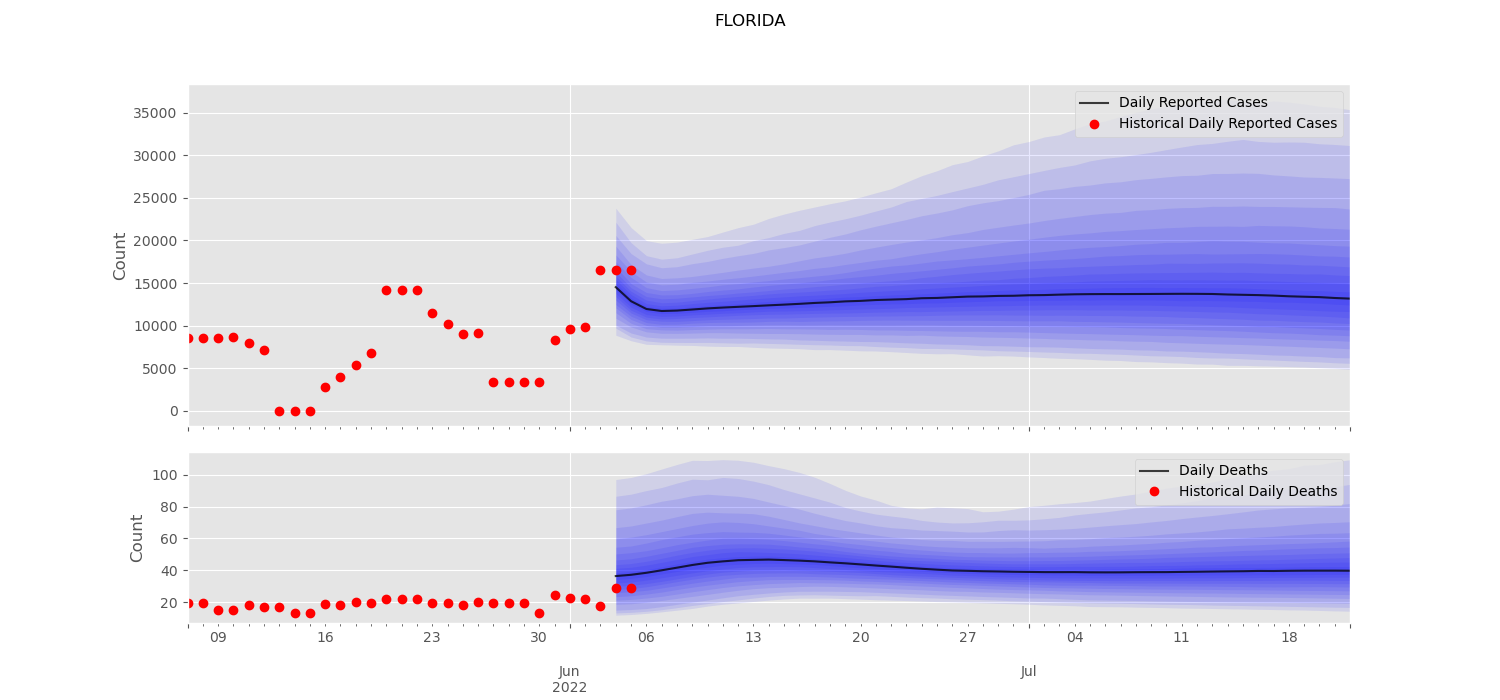 FLORIDA
Count
35000
30000
25000
20000
15000
10000
5000
0
Daily Reported Cases
Historical Daily Reported Cases
Count
100
80
60
40
20
Daily Deaths
Historical Daily Deaths
09 16 23 30 06 13 20 27 04 11 18
Jun Jul
2022